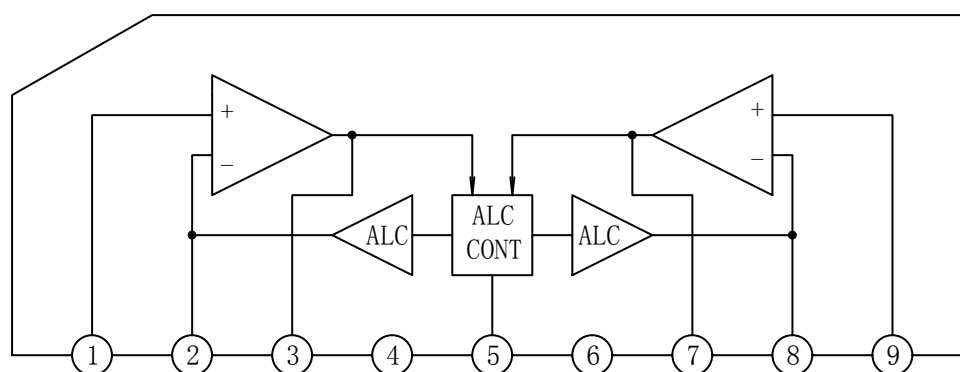 +
−
+
−
ALC
ALC
CONT
ALC
① ② ③ ④ ⑤ ⑥ ⑦ ⑧ ⑨